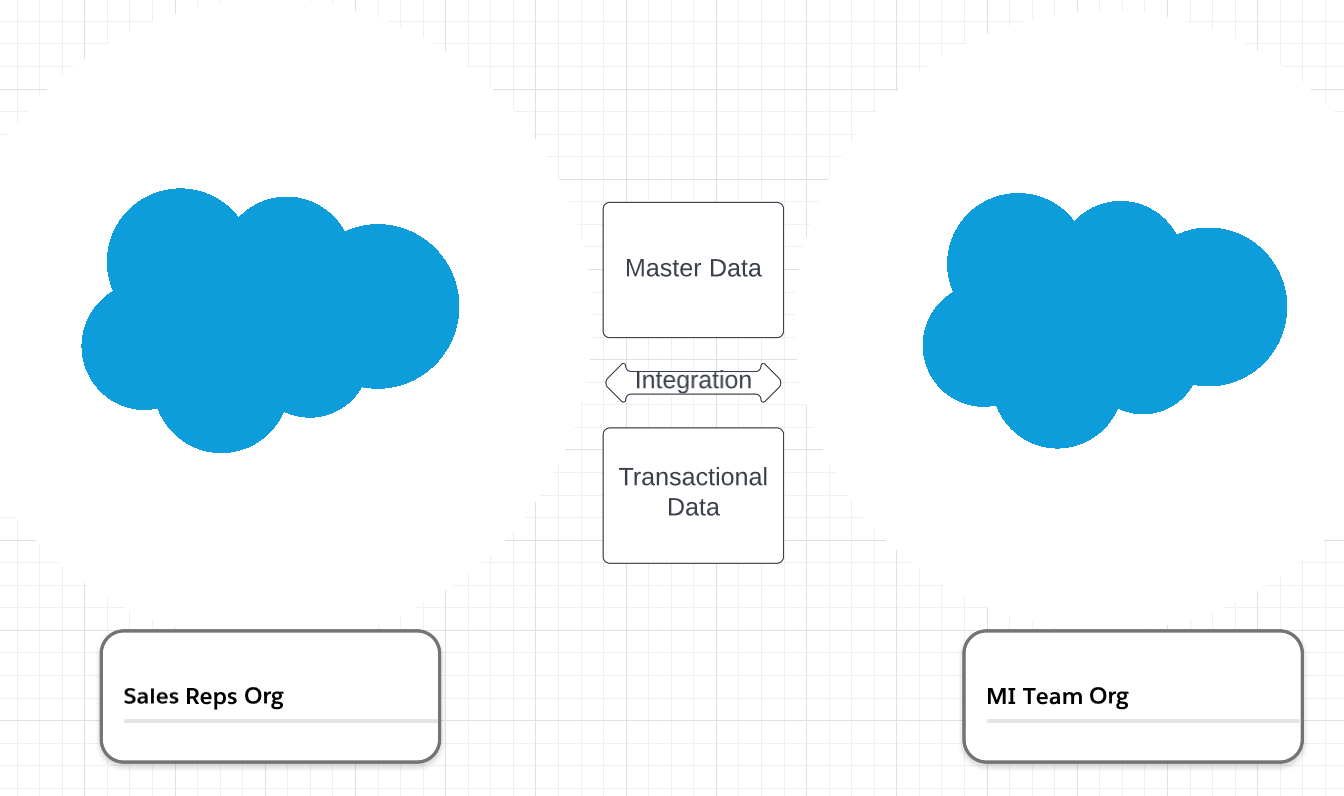 Master Data
Integration
Transactional
Data
Sales Reps Org
MI Team Org